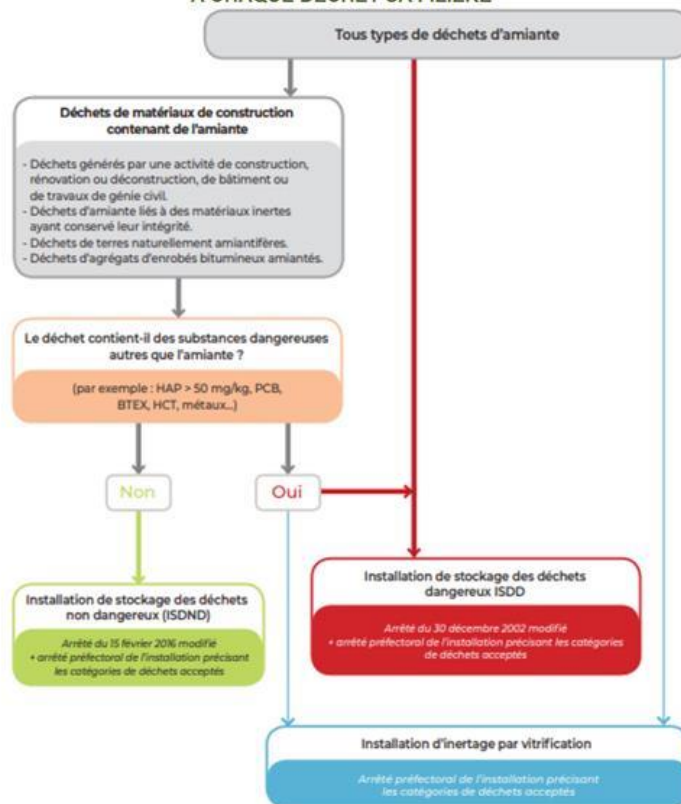 À CHAQUE DÉCHET SA FILIÈRE
Tous types de déchets d'amiante
Déchets de matériaux de construction
contenant de l'amiante
- Déchets générés par une activité de construction,
rénovation ou déconstruction, de bâtiment ou
de travaux de génie civil.
- Déchets d'amiante liés à des matériaux inertes
ayant conservé leur intégrité.
- Déchets de terres naturellement amiantifères.
- Déchets d'agrégats d'enrobés bitumineux amiantés.
Le déchet contient-il des substances dangereuses
autres que l'amiante ?
(par exemple : HAP > 50 mg/kg, PCB,
BTEX, HCT, métaux...)
Non
Oui
Installation de stockage des déchets
non dangereux (ISDND)
Arrêté du 15 février 2016 modifié
+ arrêté préfectoral de l'installation précisant
les catégories de déchets acceptés
Installation de stockage des déchets
dangereux ISDD
Arrêté du 30 décembre 2002 modifié
+ arrêté préfectoral de l'installation précisant les catégories
de déchets acceptés
Installation d'inertage par vitrification
Arrêté préfectoral de l'installation précisant
les catégories de déchets acceptés